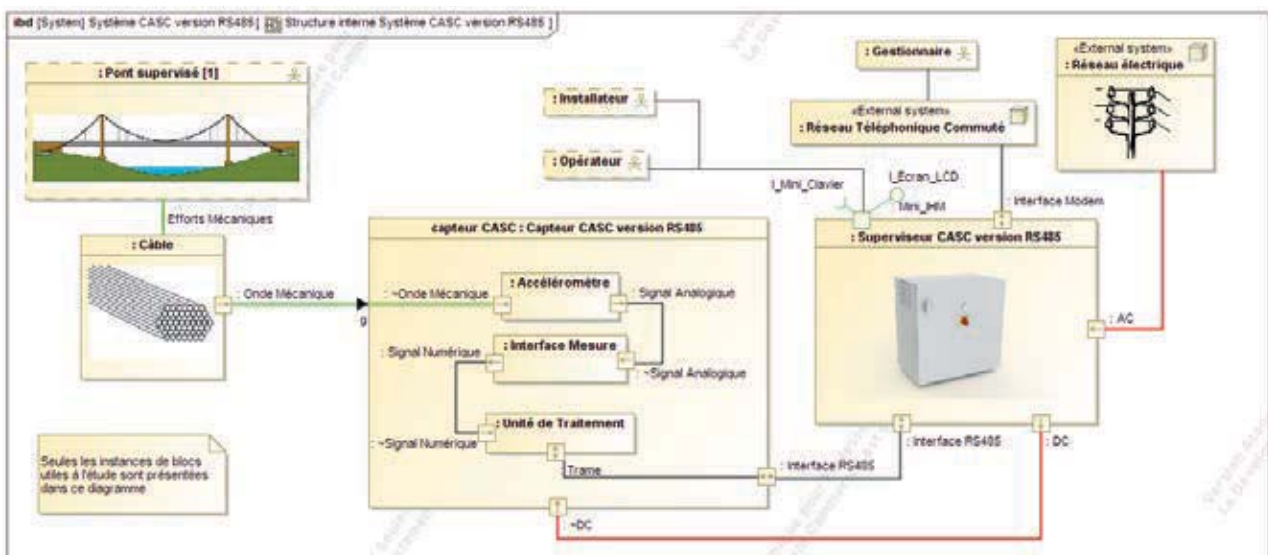 ibd [System] Système CASC version RS485 [ Structure interne Système CASC version RS485 ]
: Pont supervisé [1]
Efforts Mécaniques
: Câble
: Onde Mécanique
g
Seules les instances de blocs
utiles à l'étude sont présentées
dans ce diagramme
capteur CASC : Capteur CASC version RS485
: ~Onde Mécanique
: Accéléromètre
: Signal Analogique
: Signal Numérique
: Interface Mesure
: ~Signal Analogique
: Unité de Traitement
: ~Signal Numérique
: Trame
: Interface RS485
: ~DC
: Installateur
: Opérateur
: Gestionnaire
«External system»
: Réseau Téléphonique Commuté
«External system»
: Réseau électrique
I_Mini_Clavier
I_Ecran_LCD
Mini_IHM
: Interface Modem
: Superviseur CASC version RS485
: AC
: Interface RS485
: DC